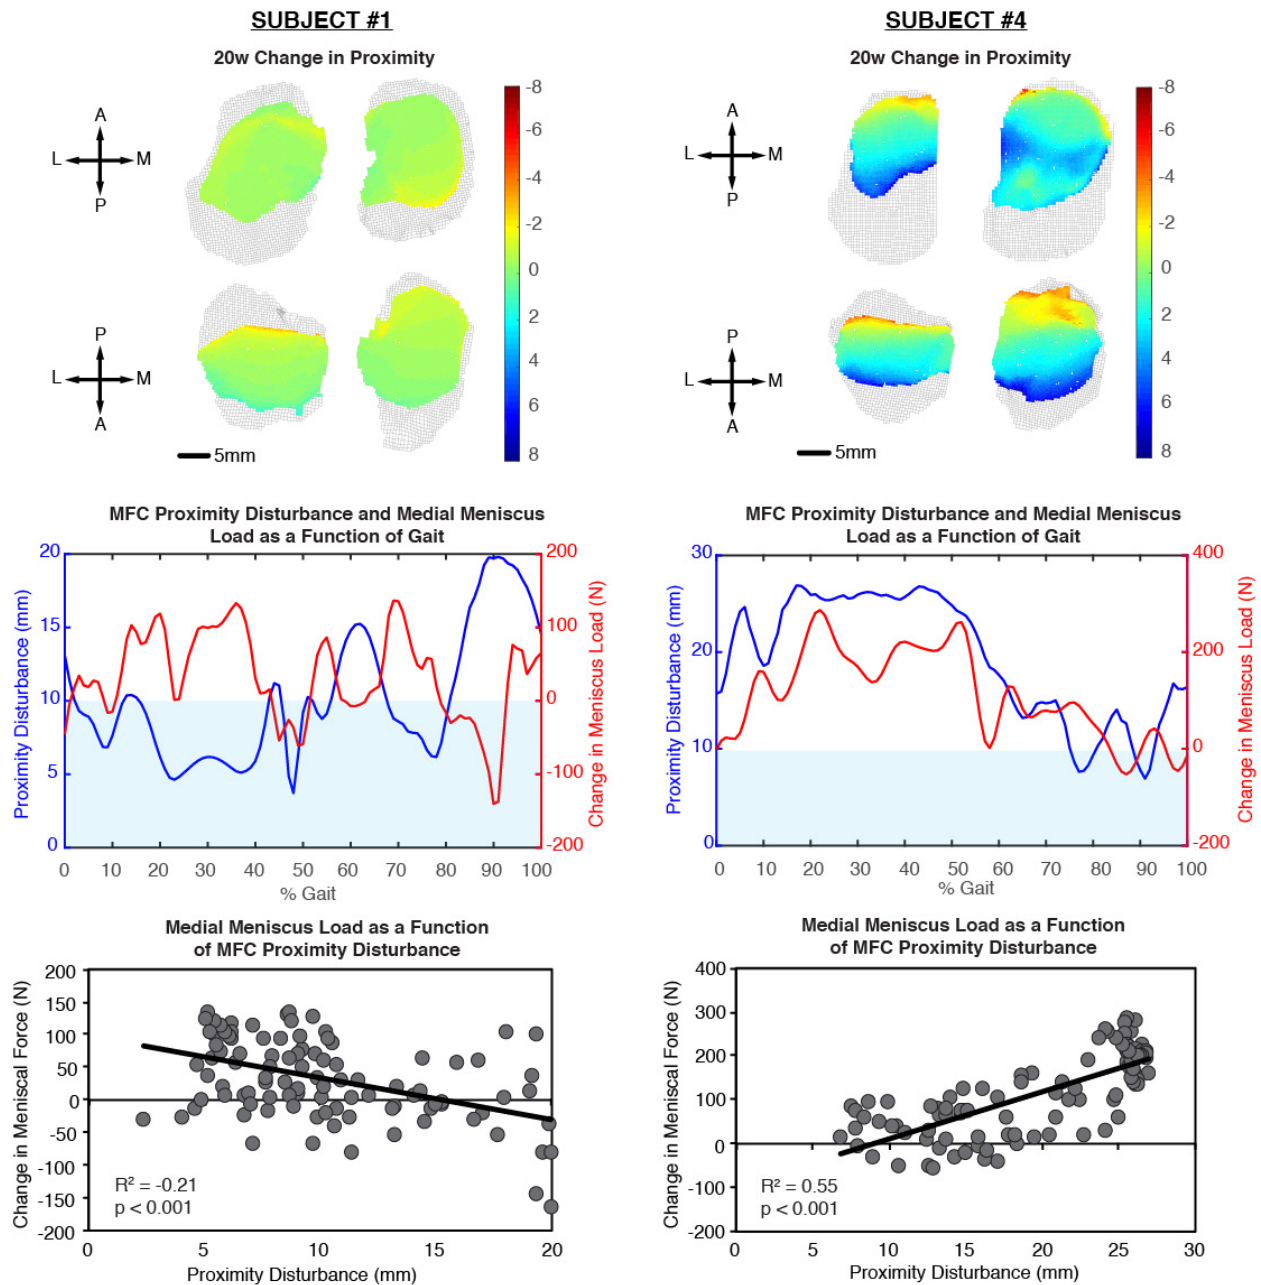 SUBJECT #1
20w Change in Proximity
A
L
M
P
P
L
M
A
5mm
-8
-6
-4
-2
0
2
4
6
8
SUBJECT #4
20w Change in Proximity
A
L
M
P
P
L
M
A
5mm
-8
-6
-4
-2
0
2
4
6
8
MFC Proximity Disturbance and Medial Meniscus
Load as a Function of Gait
Proximity Disturbance (mm)
20
15
10
5
0
200
100
0
-100
-200
Change in Meniscus Load (N)
0 10 20 30 40 50 60 70 80 90 100
% Gait
MFC Proximity Disturbance and Medial Meniscus
Load as a Function of Gait
Proximity Disturbance (mm)
30
20
10
0
400
200
0
-200
Change in Meniscus Load (N)
0 10 20 30 40 50 60 70 80 90 100
% Gait
Medial Meniscus Load as a Function
of MFC Proximity Disturbance
Change in Meniscal Force (N)
200
150
100
50
0
-50
-100
-150
-200
R² = -0.21
p < 0.001
0 5 10 15 20
Proximity Disturbance (mm)
Medial Meniscus Load as a Function
of MFC Proximity Disturbance
Change in Meniscal Force (N)
400
300
200
100
0
-100
-200
R² = 0.55
p < 0.001
0 5 10 15 20 25 30
Proximity Disturbance (mm)